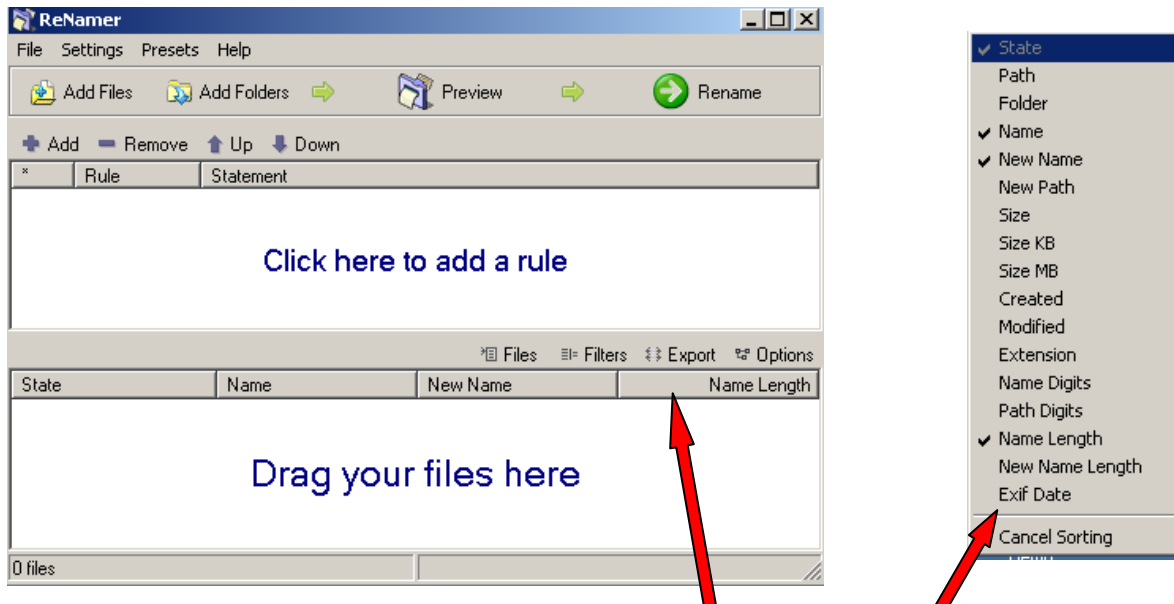 ReNamer
File Settings Presets Help
Add Files Add Folders Preview Rename
Add Remove Up Down
* Rule Statement
Click here to add a rule
Files Filters Export Options
State Name New Name Name Length
Drag your files here
0 files
State
Path
Folder
Name
New Name
New Path
Size
Size KB
Size MB
Created
Modified
Extension
Name Digits
Path Digits
Name Length
New Name Length
Exif Date
Cancel Sorting